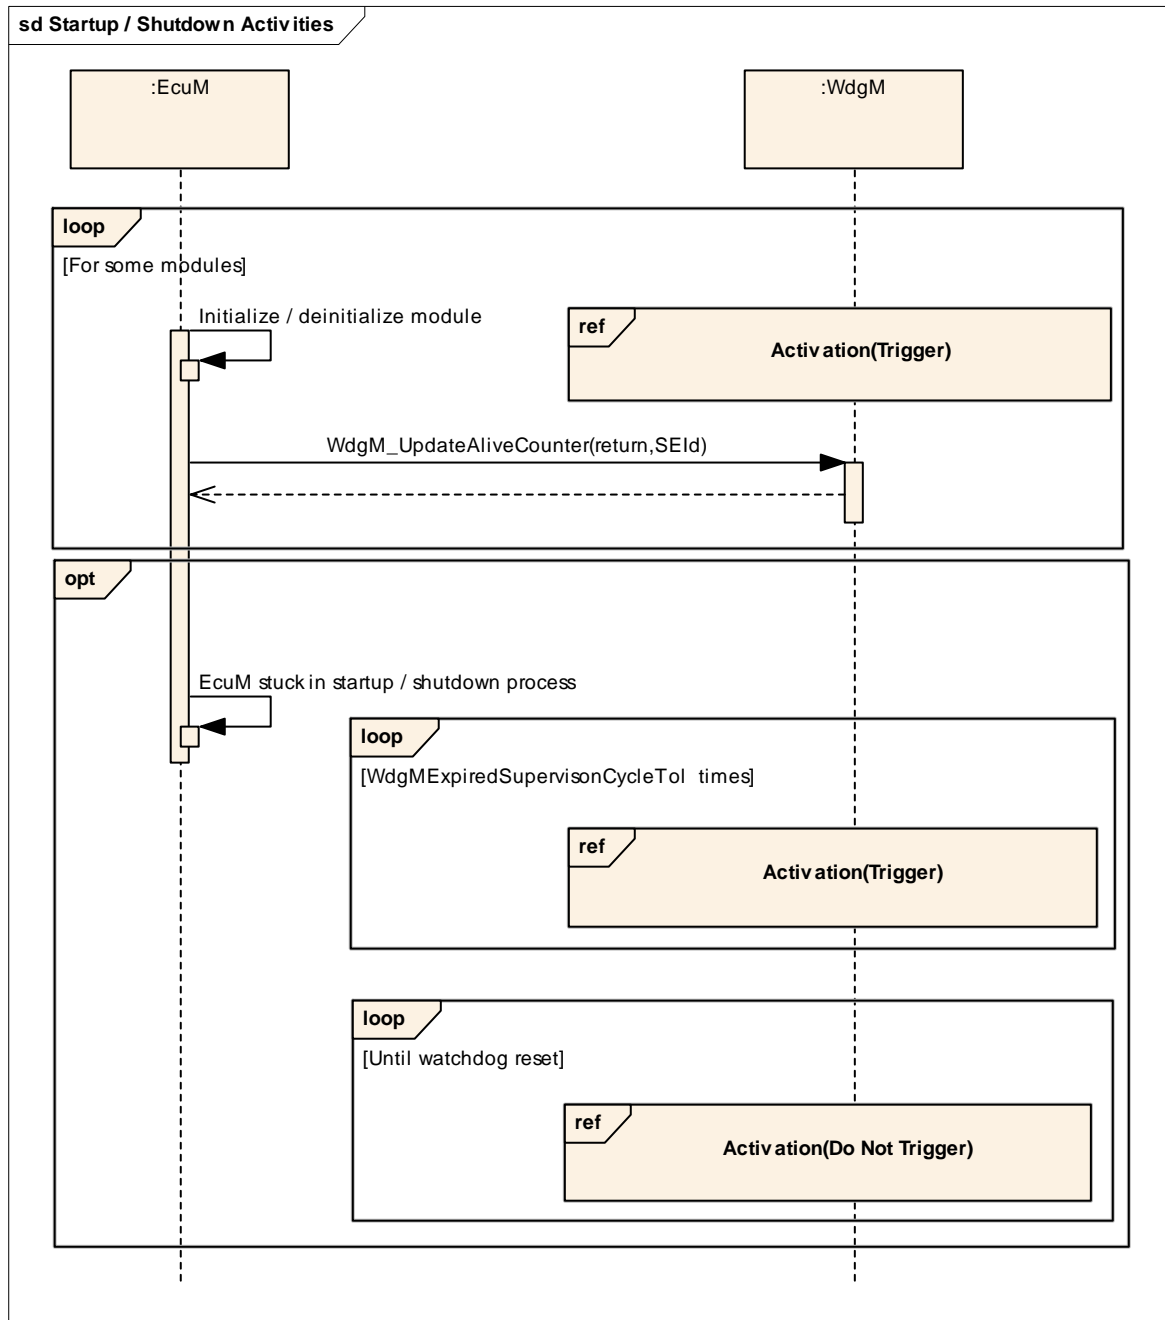 sd Startup / Shutdown Activities
:EcuM
:WdgM
loop
[For some modules]
Initialize / deinitialize module
ref
Activation(Trigger)
WdgM_UpdateAliveCounter(return,SEId)
opt
EcuM stuck in startup / shutdown process
loop
[WdgMExpiredSupervisonCycleTol times]
ref
Activation(Trigger)
loop
[Until watchdog reset]
ref
Activation(Do Not Trigger)